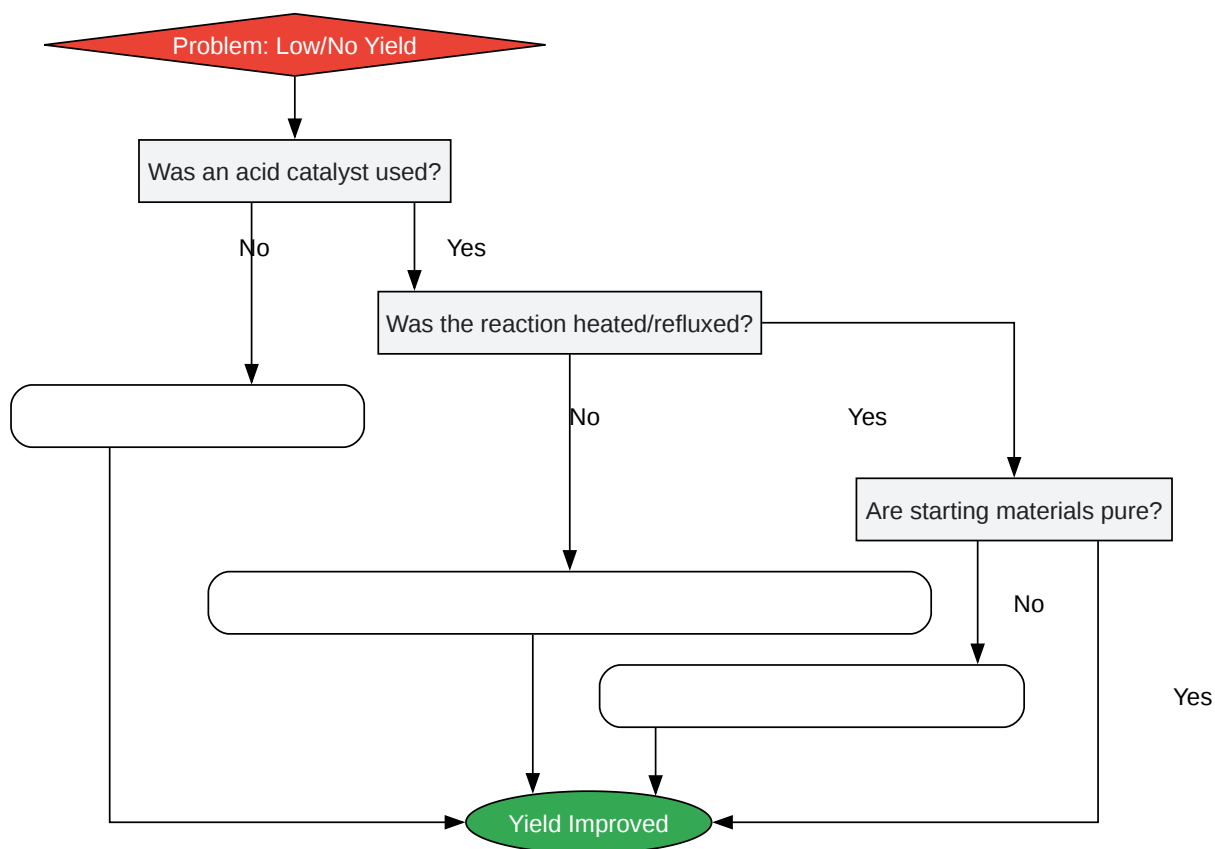 Problem: Low/No Yield
Was an acid catalyst used?
No
Yes
Was the reaction heated/refluxed?
No
Yes
Are starting materials pure?
No
Yes
Yield Improved